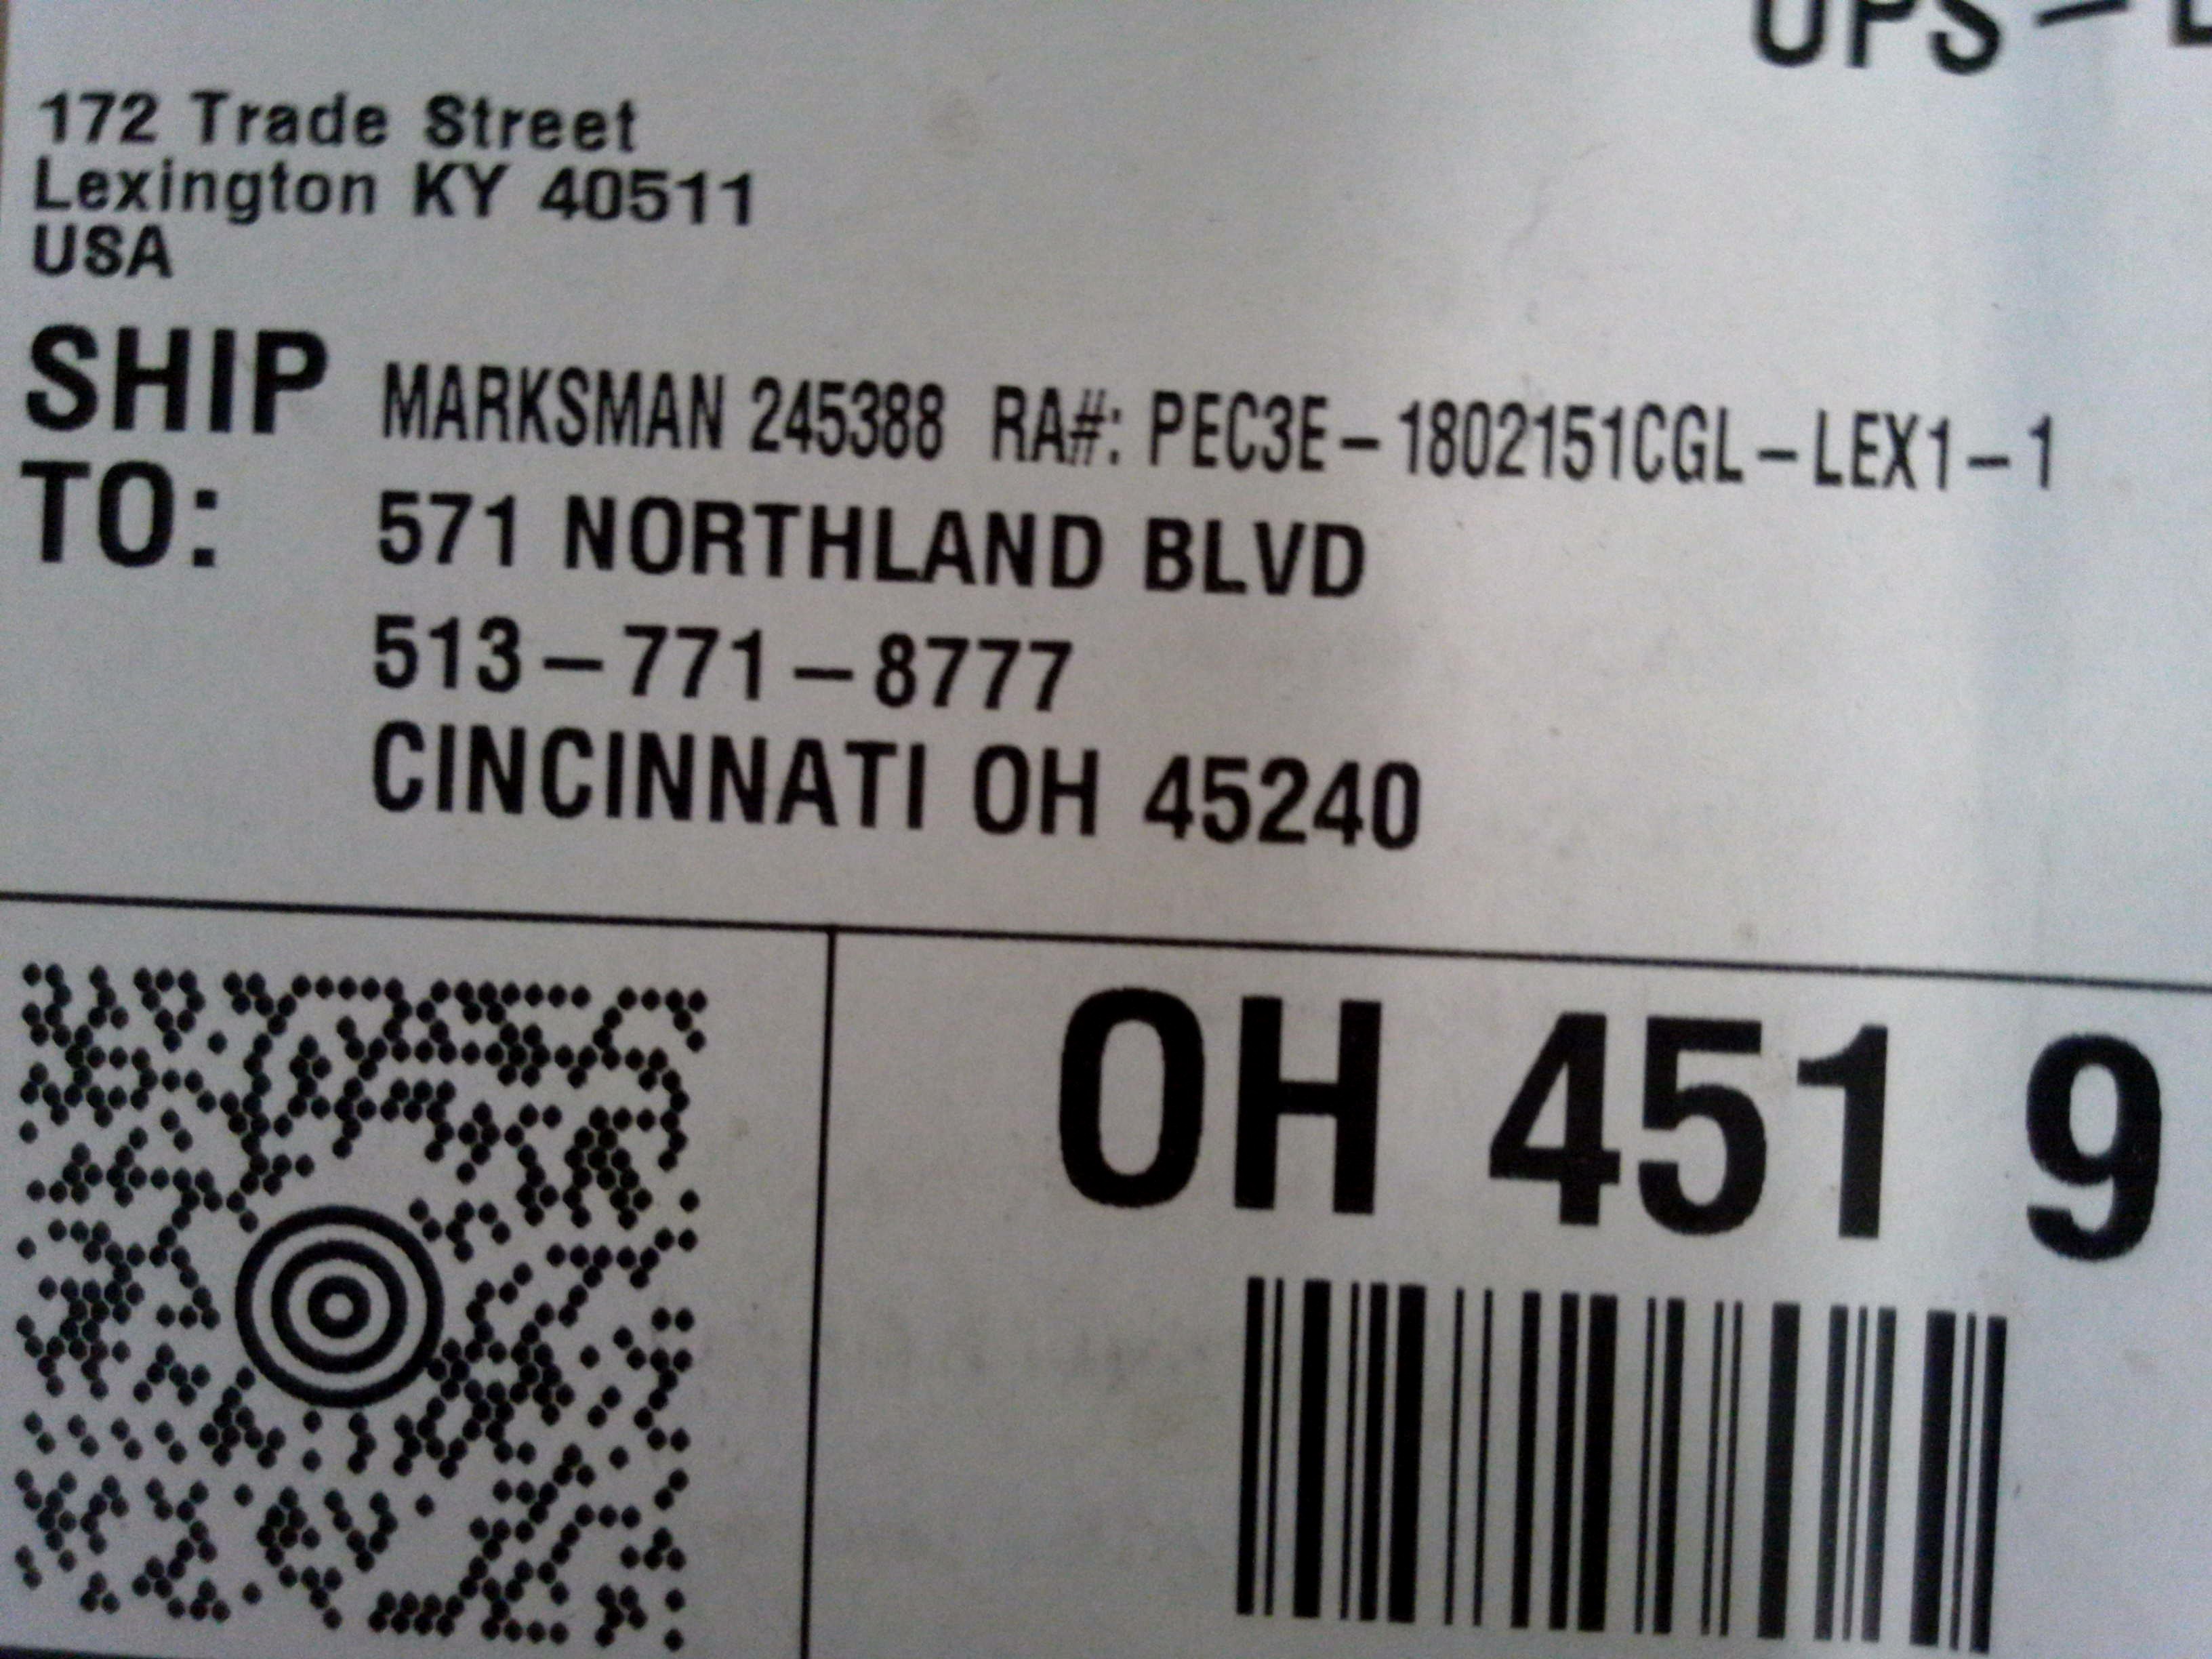 UPS –
172 Trade Street
Lexington KY 40511
USA
SHIP TO:
MARKSMAN 245388 RA#: PEC3E–1802151CGL–LEX1–1
571 NORTHLAND BLVD
513–771–8777
CINCINNATI OH 45240
OH 451 9